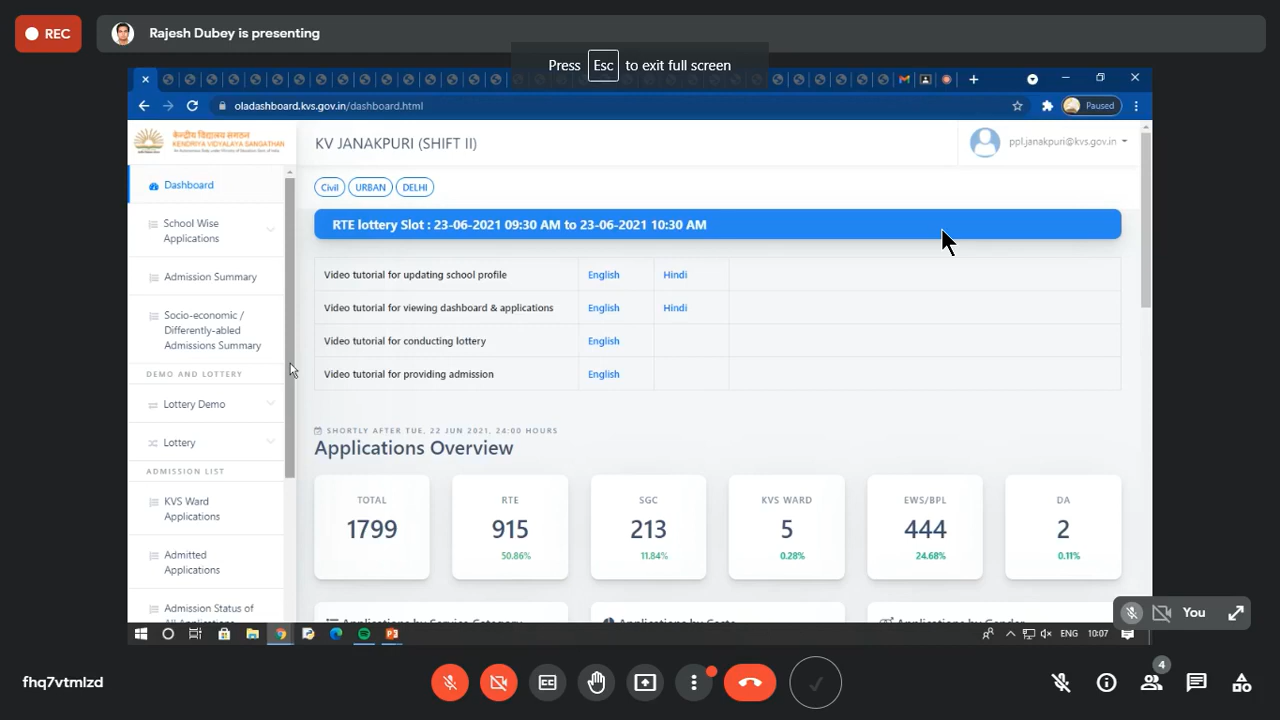 REC
Rajesh Dubey is presenting
Press Esc to exit full screen
oladashboard.kvs.gov.in/dashboard.html
Paused
केन्द्रीय विद्यालय संगठन
KENDRIYA VIDYALAYA SANGATHAN
KV JANAKPURI (SHIFT II)
ppl.janakpuri@kvs.gov.in
Dashboard
School Wise
Applications
Admission Summary
Socio-economic /
Differently-abled
Admissions Summary
DEMO AND LOTTERY
Lottery Demo
Lottery
ADMISSION LIST
KVS Ward
Applications
Admitted
Applications
Admission Status of
Civil URBAN DELHI
RTE lottery Slot : 23-06-2021 09:30 AM to 23-06-2021 10:30 AM
Video tutorial for updating school profile English Hindi
Video tutorial for viewing dashboard & applications English Hindi
Video tutorial for conducting lottery English
Video tutorial for providing admission English
SHORTLY AFTER TUE, 22 JUN 2021, 24:00 HOURS
Applications Overview
TOTAL RTE SGC KVS WARD EWS/BPL DA
1799 915 213 5 444 2
50.86% 11.84% 0.28% 24.68% 0.11%
You
ENG 10:07
fhq7vtmlzd
4